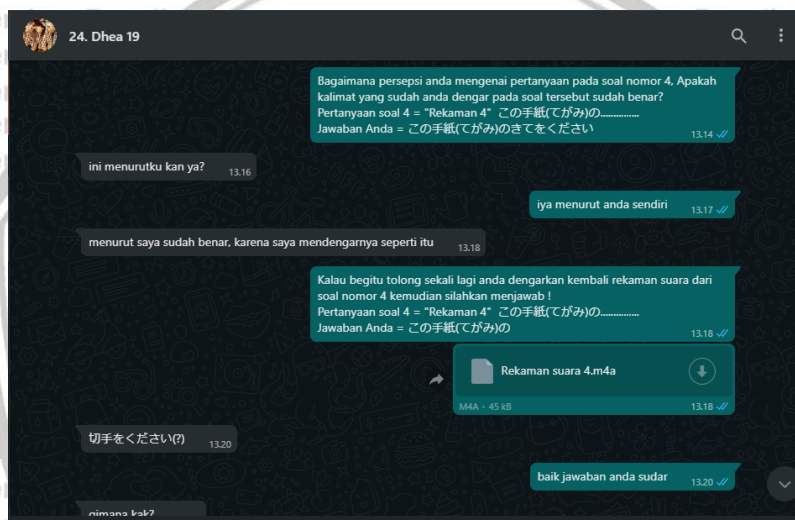 24. Dhea 19
Bagaimana persepsi anda mengenai pertanyaan pada soal nomor 4, Apakah
kalimat yang sudah anda dengar pada soal tersebut sudah benar?
Pertanyaan soal 4 = "Rekaman 4" この手紙(てがみ)の...............
Jawaban Anda = この手紙(てがみ)のきてをください
13.14
ini menurutku kan ya?
13.16
iya menurut anda sendiri
13.17
menurut saya sudah benar, karena saya mendengarnya seperti itu
13.18
Kalau begitu tolong sekali lagi anda dengarkan kembali rekaman suara dari
soal nomor 4 kemudian silahkan menjawab !
Pertanyaan soal 4 = "Rekaman 4" この手紙(てがみ)の...............
Jawaban Anda = この手紙(てがみ)の
13.18
Rekaman suara 4.m4a
M4A • 45 kB
13.18
切手をください(?)
13.20
baik jawaban anda sudar
13.20
gimana kak?